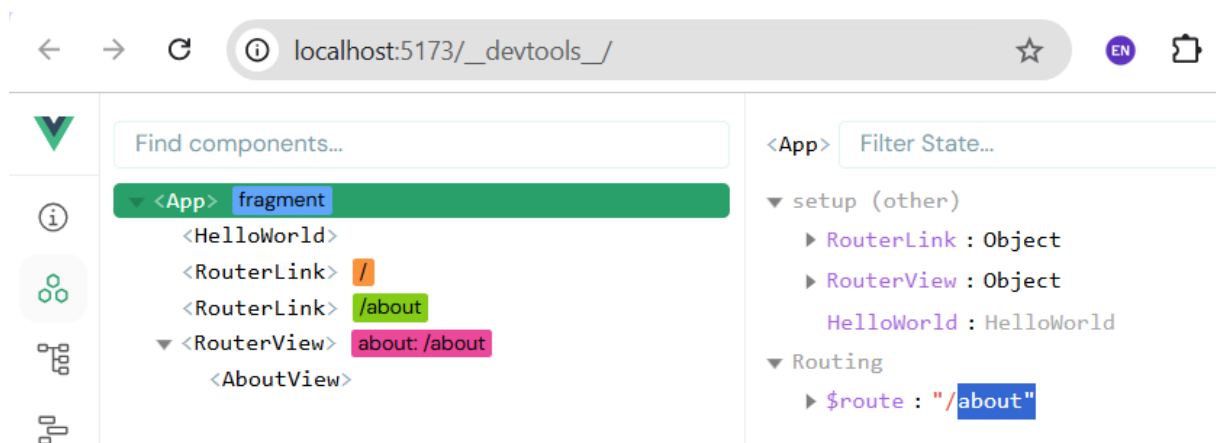 localhost:5173/__devtools__/
EN
Find components...
<App> fragment
<HelloWorld>
<RouterLink> /
<RouterLink> /about
<RouterView> about: /about
<AboutView>
<App> Filter State...
setup (other)
RouterLink : Object
RouterView : Object
HelloWorld : HelloWorld
Routing
$route : "/about"